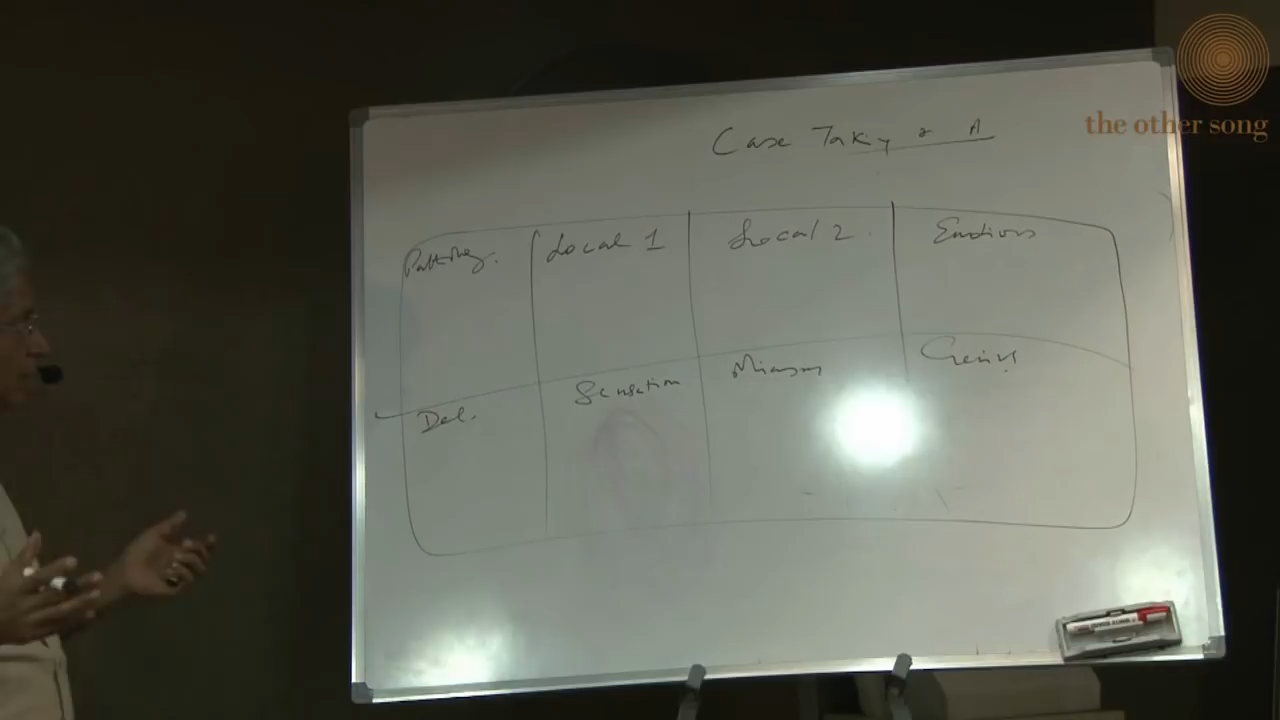 the other song
Case Taking & A
Pathology. Local 1 Local 2. Emotions
Del. Sensation Miasm Genius